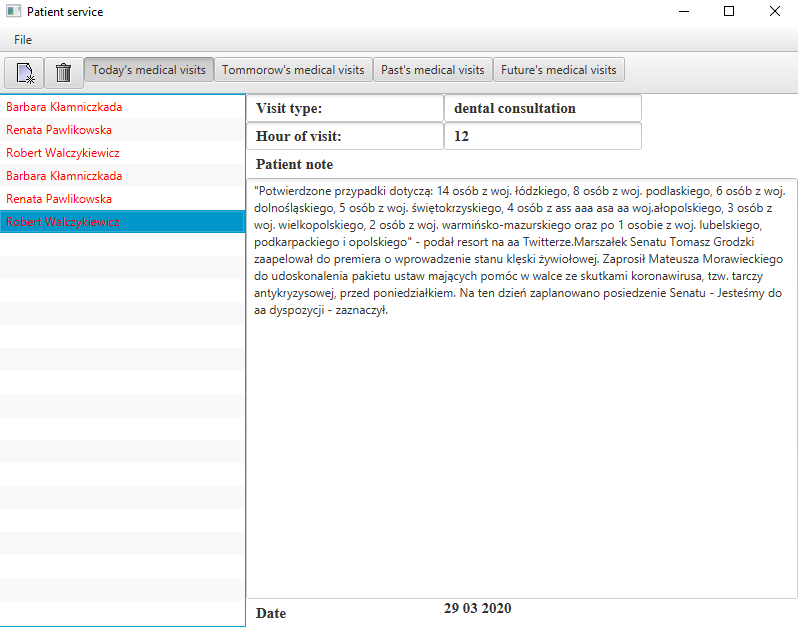 Patient service
File
Today's medical visits Tommorow's medical visits Past's medical visits Future's medical visits
Barbara Kłamniczkada
Renata Pawlikowska
Robert Walczykiewicz
Barbara Kłamniczkada
Renata Pawlikowska
Robert Walczykiewicz
Visit type: dental consultation
Hour of visit: 12
Patient note
"Potwierdzone przypadki dotyczą: 14 osób z woj. łódzkiego, 8 osób z woj. podlaskiego, 6 osób z woj.
dolnośląskiego, 5 osób z woj. świętokrzyskiego, 4 osób z ass aaa asa aa woj.ałopolskiego, 3 osób z
woj. wielkopolskiego, 2 osób z woj. warmińsko-mazurskiego oraz po 1 osobie z woj. lubelskiego,
podkarpackiego i opolskiego" - podał resort na aa Twitterze.Marszałek Senatu Tomasz Grodzki
zaapelował do premiera o wprowadzenie stanu klęski żywiołowej. Zaprosił Mateusza Morawieckiego
do udoskonalenia pakietu ustaw mających pomóc w walce ze skutkami koronawirusa, tzw. tarczy
antykryzysowej, przed poniedziałkiem. Na ten dzień zaplanowano posiedzenie Senatu - Jesteśmy do
aa dyspozycji - zaznaczył.
Date 29 03 2020